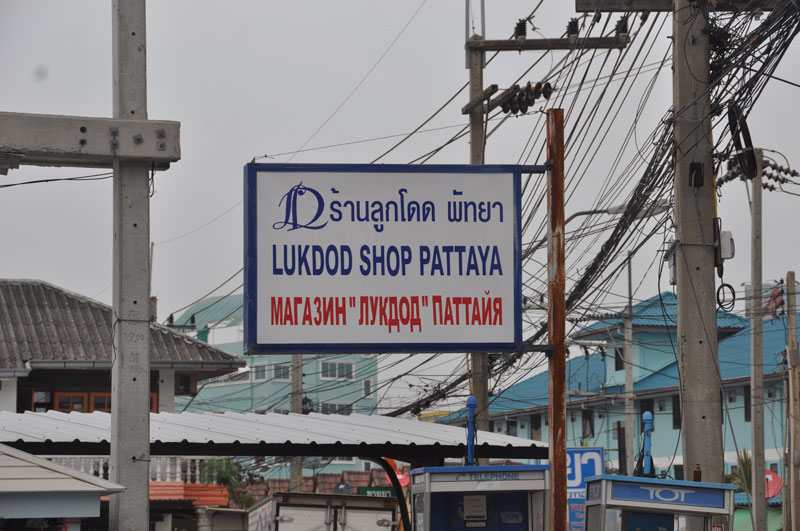 ร้านลูกโดด พัทยา
LUKDOD SHOP PATTAYA
МАГАЗИН "ЛУКДОД" ПАТТАЙЯ
TELEPHONE
TOT